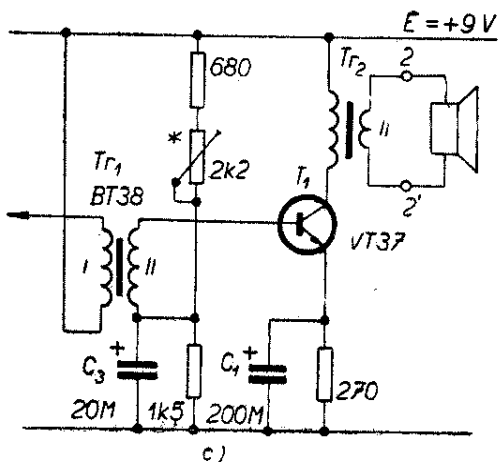 E = +9 V
680
Tr2
2
II
*
2k2
Tr1
BT38
T1
2'
VT37
I
II
C3
+
20M
1k5
C1
+
200M
270
c)